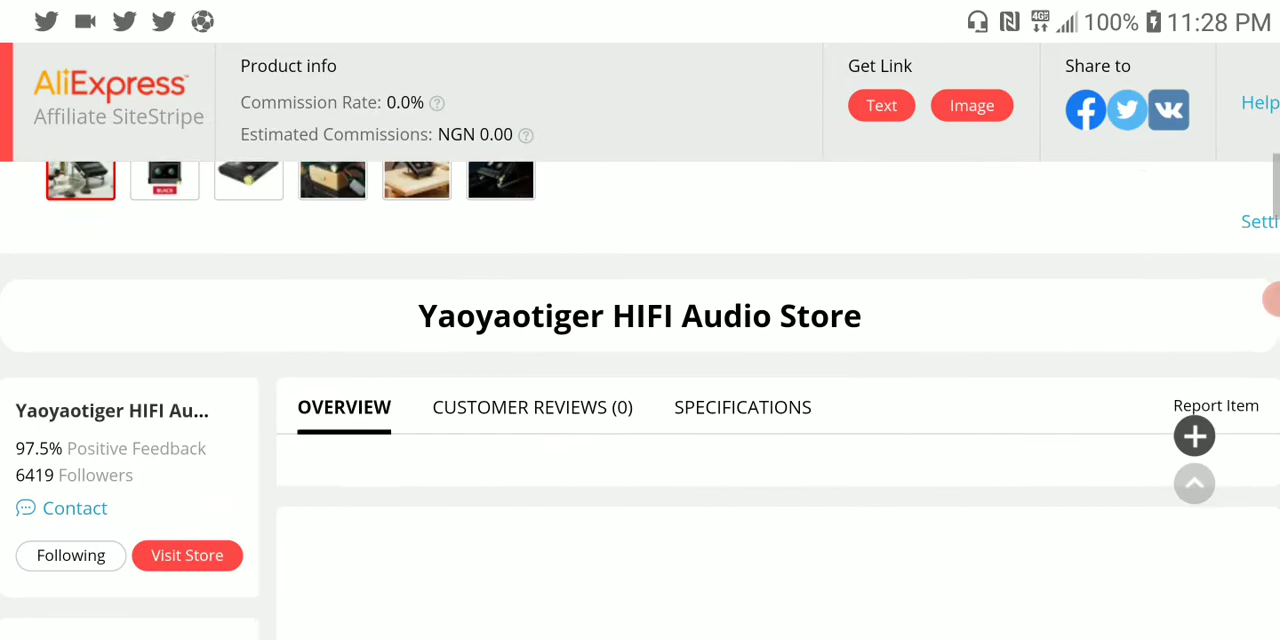 100% 11:28 PM
AliExpress
Affiliate SiteStripe
Product info
Commission Rate: 0.0% ?
Estimated Commissions: NGN 0.00 ?
Get Link
Text Image
Share to
Help
BLACK
Setti
Yaoyaotiger HIFI Audio Store
Yaoyaotiger HIFI Au...
97.5% Positive Feedback
6419 Followers
Contact
Following Visit Store
OVERVIEW CUSTOMER REVIEWS (0) SPECIFICATIONS
Report Item